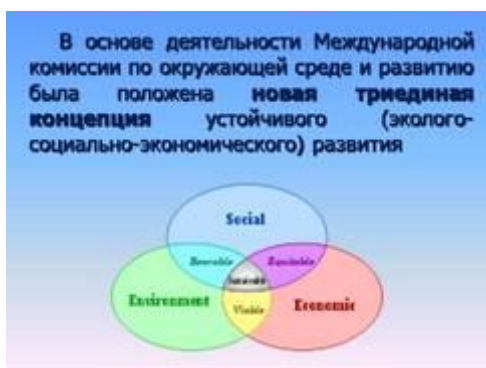 В основе деятельности Международной
комиссии по окружающей среде и развитию
была положена новая триединая
концепция устойчивого (эколого-
социально-экономического) развития
Social
Bearable Equitable
Environment Viable Economic